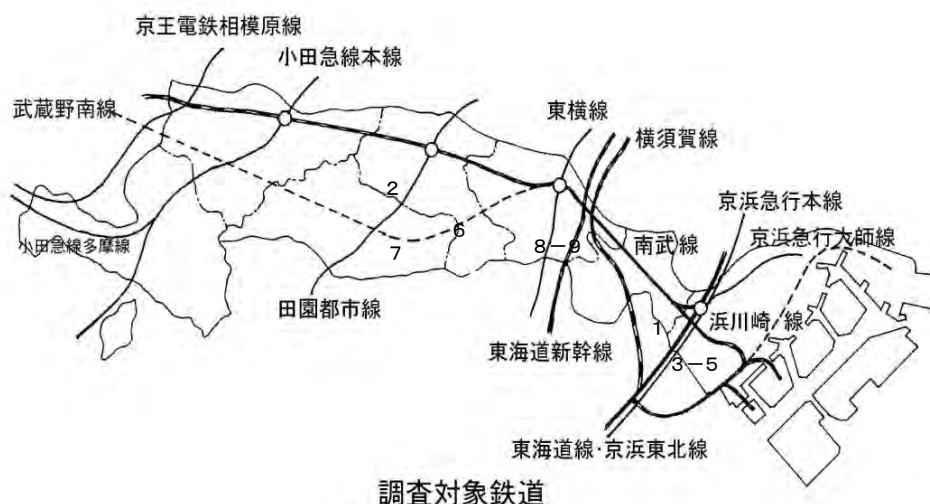 京王電鉄相模原線
小田急線本線
武蔵野南線
東横線
横須賀線
京浜急行本線
2
小田急線多摩線
7
6
8－9
南武線
京浜急行大師線
田園都市線
1
浜川崎 線
東海道新幹線
3－5
東海道線・京浜東北線
調査対象鉄道